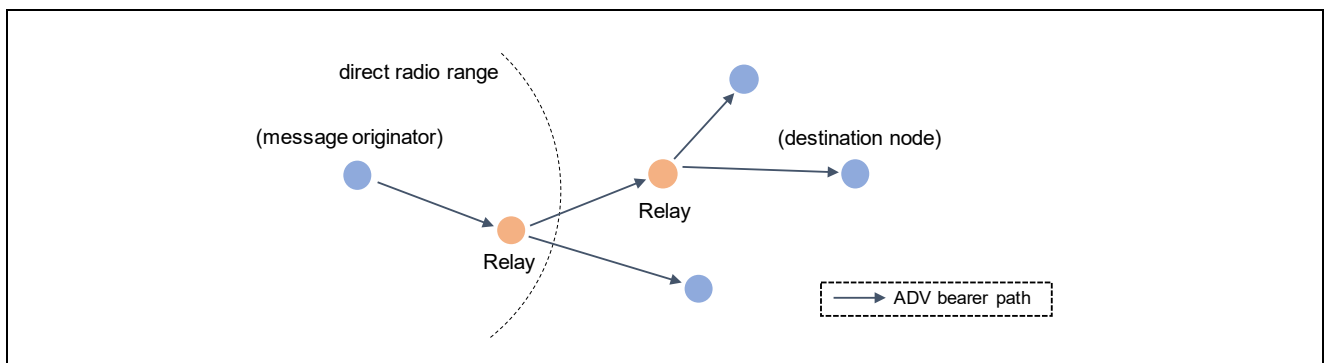 direct radio range
(message originator)
(destination node)
Relay
Relay
ADV bearer path